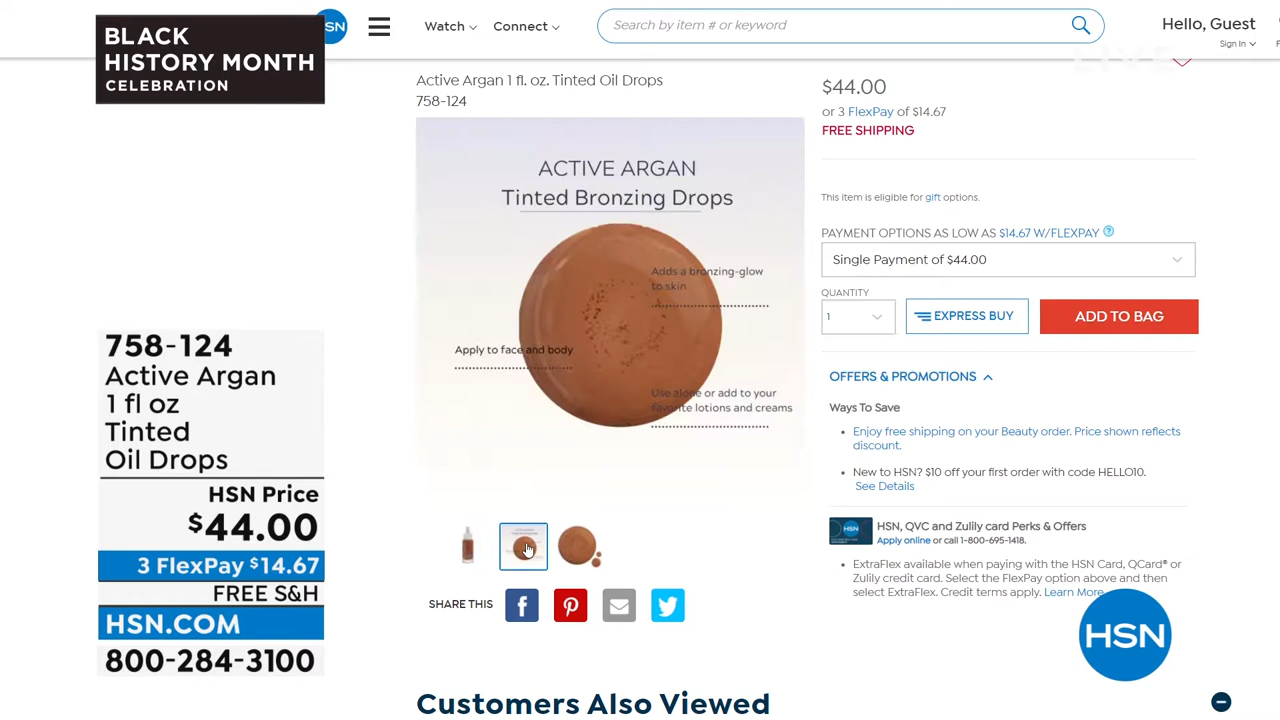 BLACK
HISTORY MONTH
CELEBRATION
SN
Watch
Connect
Search by item # or keyword
Hello, Guest
Sign In
LIVE
Active Argan 1 fl. oz. Tinted Oil Drops
758-124
$44.00
or 3 FlexPay of $14.67
FREE SHIPPING
ACTIVE ARGAN
Tinted Bronzing Drops
Adds a bronzing-glow
to skin
Apply to face and body
Use alone or add to your
favorite lotions and creams
This item is eligible for gift options.
PAYMENT OPTIONS AS LOW AS $14.67 W/FLEXPAY ?
Single Payment of $44.00
QUANTITY
1
EXPRESS BUY
ADD TO BAG
OFFERS & PROMOTIONS
Ways To Save
• Enjoy free shipping on your Beauty order. Price shown reflects
discount.
• New to HSN? $10 off your first order with code HELLO10.
See Details
HSN
HSN, QVC and Zulily card Perks & Offers
Apply online or call 1-800-695-1418.
• ExtraFlex available when paying with the HSN Card, QCard® or
Zulily credit card. Select the FlexPay option above and then
select ExtraFlex. Credit terms apply. Learn More
758-124
Active Argan
1 fl oz
Tinted
Oil Drops
HSN Price
$44.00
3 FlexPay $14.67
FREE S&H
HSN.COM
800-284-3100
SHARE THIS
HSN
Customers Also Viewed